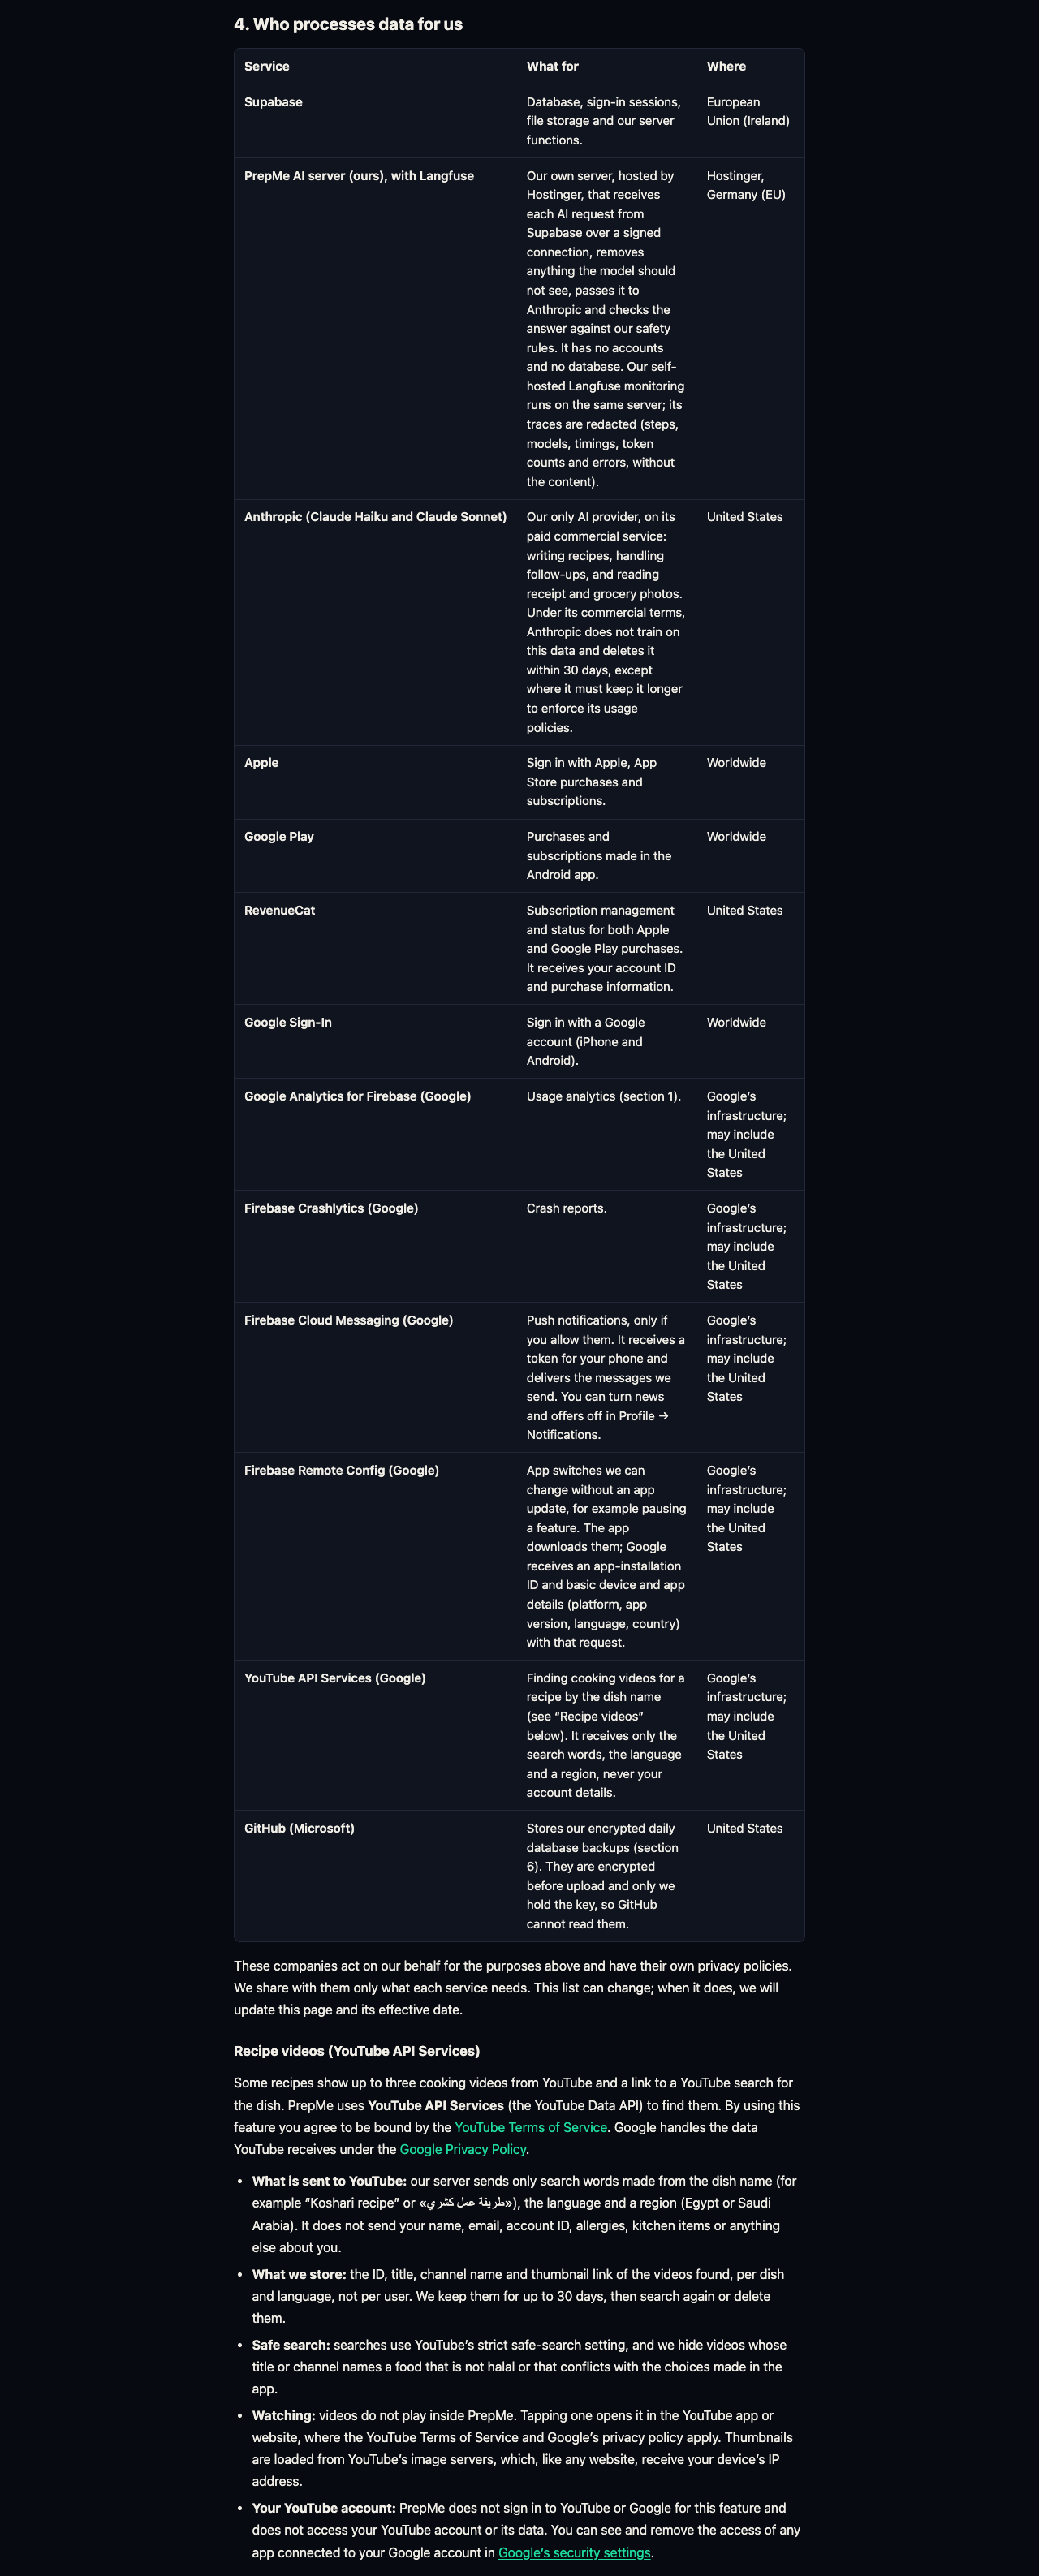 4. Who processes data for us
Service What for Where
Supabase Database, sign-in sessions, European
file storage and our server Union (Ireland)
functions.
PrepMe AI server (ours), with Langfuse Our own server, hosted by Hostinger,
Hostinger, that receives Germany (EU)
each AI request from
Supabase over a signed
connection, removes
anything the model should
not see, passes it to
Anthropic and checks the
answer against our safety
rules. It has no accounts
and no database. Our self-
hosted Langfuse monitoring
runs on the same server; its
traces are redacted (steps,
models, timings, token
counts and errors, without
the content).
Anthropic (Claude Haiku and Claude Sonnet) Our only AI provider, on its United States
paid commercial service:
writing recipes, handling
follow-ups, and reading
receipt and grocery photos.
Under its commercial terms,
Anthropic does not train on
this data and deletes it
within 30 days, except
where it must keep it longer
to enforce its usage
policies.
Apple Sign in with Apple, App Worldwide
Store purchases and
subscriptions.
Google Play Purchases and Worldwide
subscriptions made in the
Android app.
RevenueCat Subscription management United States
and status for both Apple
and Google Play purchases.
It receives your account ID
and purchase information.
Google Sign-In Sign in with a Google Worldwide
account (iPhone and
Android).
Google Analytics for Firebase (Google) Usage analytics (section 1). Google’s
infrastructure;
may include
the United
States
Firebase Crashlytics (Google) Crash reports. Google’s
infrastructure;
may include
the United
States
Firebase Cloud Messaging (Google) Push notifications, only if Google’s
you allow them. It receives a infrastructure;
token for your phone and may include
delivers the messages we the United
send. You can turn news States
and offers off in Profile →
Notifications.
Firebase Remote Config (Google) App switches we can Google’s
change without an app infrastructure;
update, for example pausing may include
a feature. The app the United
downloads them; Google States
receives an app-installation
ID and basic device and app
details (platform, app
version, language, country)
with that request.
YouTube API Services (Google) Finding cooking videos for a Google’s
recipe by the dish name infrastructure;
(see “Recipe videos” may include
below). It receives only the the United
search words, the language States
and a region, never your
account details.
GitHub (Microsoft) Stores our encrypted daily United States
database backups (section
6). They are encrypted
before upload and only we
hold the key, so GitHub
cannot read them.
These companies act on our behalf for the purposes above and have their own privacy policies.
We share with them only what each service needs. This list can change; when it does, we will
update this page and its effective date.
Recipe videos (YouTube API Services)
Some recipes show up to three cooking videos from YouTube and a link to a YouTube search for
the dish. PrepMe uses YouTube API Services (the YouTube Data API) to find them. By using this
feature you agree to be bound by the YouTube Terms of Service. Google handles the data
YouTube receives under the Google Privacy Policy.
• What is sent to YouTube: our server sends only search words made from the dish name (for
example “Koshari recipe” or «طريقة عمل كشري»), the language and a region (Egypt or Saudi
Arabia). It does not send your name, email, account ID, allergies, kitchen items or anything
else about you.
• What we store: the ID, title, channel name and thumbnail link of the videos found, per dish
and language, not per user. We keep them for up to 30 days, then search again or delete
them.
• Safe search: searches use YouTube’s strict safe-search setting, and we hide videos whose
title or channel names a food that is not halal or that conflicts with the choices made in the
app.
• Watching: videos do not play inside PrepMe. Tapping one opens it in the YouTube app or
website, where the YouTube Terms of Service and Google’s privacy policy apply. Thumbnails
are loaded from YouTube’s image servers, which, like any website, receive your device’s IP
address.
• Your YouTube account: PrepMe does not sign in to YouTube or Google for this feature and
does not access your YouTube account or its data. You can see and remove the access of any
app connected to your Google account in Google’s security settings.